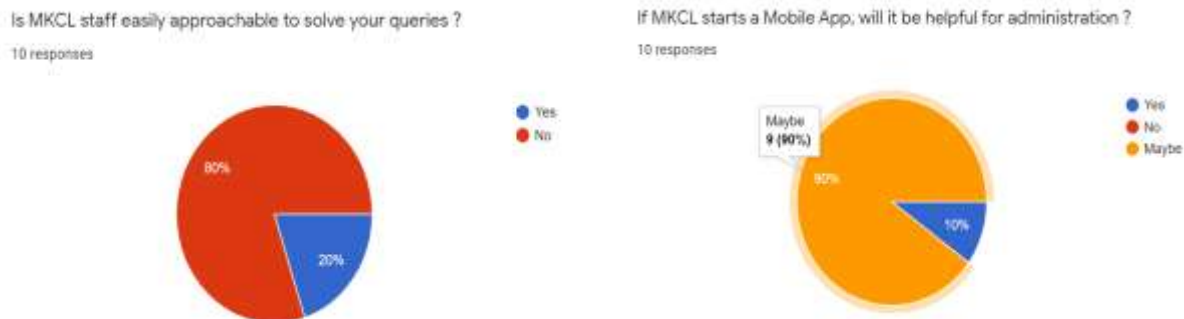 Is MKCL staff easily approachable to solve your queries ?
10 responses
Yes
No
80%
20%
If MKCL starts a Mobile App, will it be helpful for administration ?
10 responses
Maybe
9 (90%)
Yes
No
Maybe
90%
10%